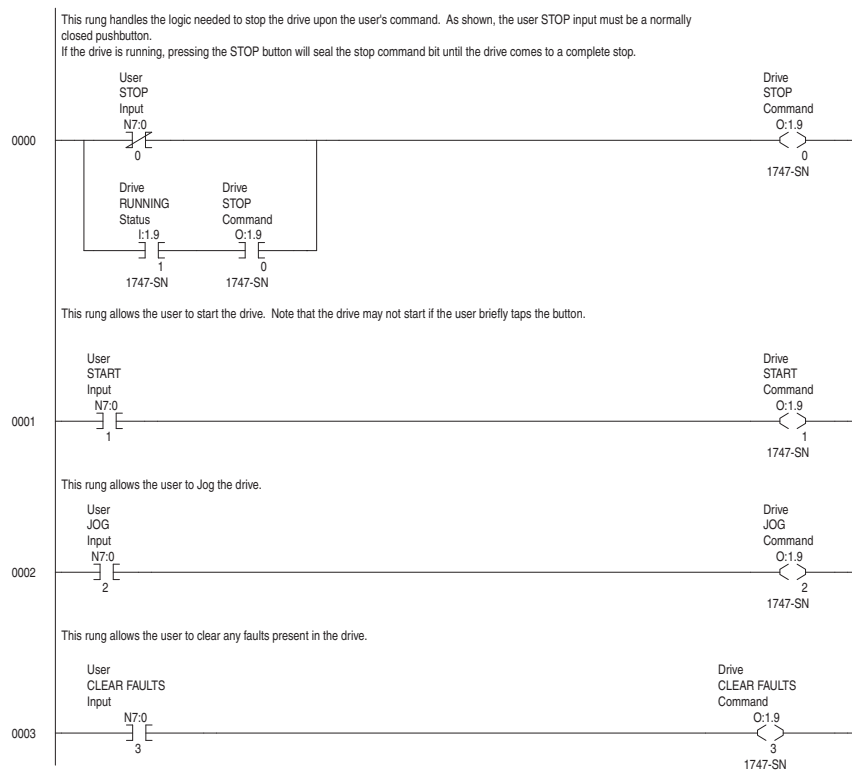 This rung handles the logic needed to stop the drive upon the user's command.  As shown, the user STOP input must be a normally
closed pushbutton.
If the drive is running, pressing the STOP button will seal the stop command bit until the drive comes to a complete stop.
User
STOP
Input
N7:0
0
Drive
STOP
Command
O:1.9
0
1747-SN
0000
Drive
RUNNING
Status
I:1.9
1
1747-SN
Drive
STOP
Command
O:1.9
0
1747-SN
This rung allows the user to start the drive.  Note that the drive may not start if the user briefly taps the button.
User
START
Input
N7:0
1
Drive
START
Command
O:1.9
1
1747-SN
0001
This rung allows the user to Jog the drive.
User
JOG
Input
N7:0
2
Drive
JOG
Command
O:1.9
2
1747-SN
0002
This rung allows the user to clear any faults present in the drive.
User
CLEAR FAULTS
Input
N7:0
3
Drive
CLEAR FAULTS
Command
O:1.9
3
1747-SN
0003